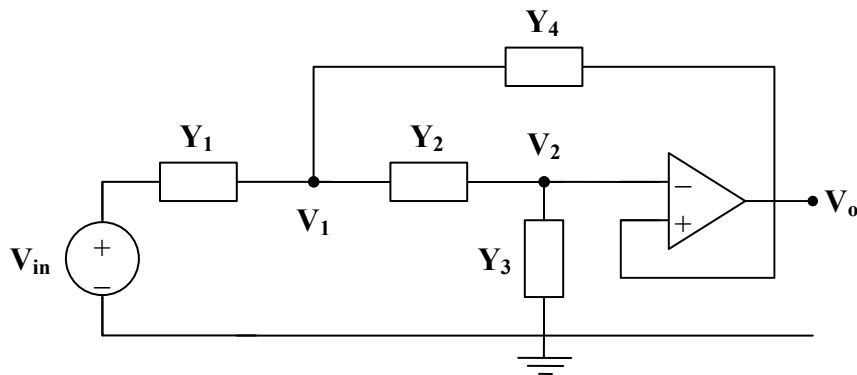 Y₄
Y₁
Y₂
V₂
−
+
Vₒ
V₁
Y₃
Vᵢₙ
+
−